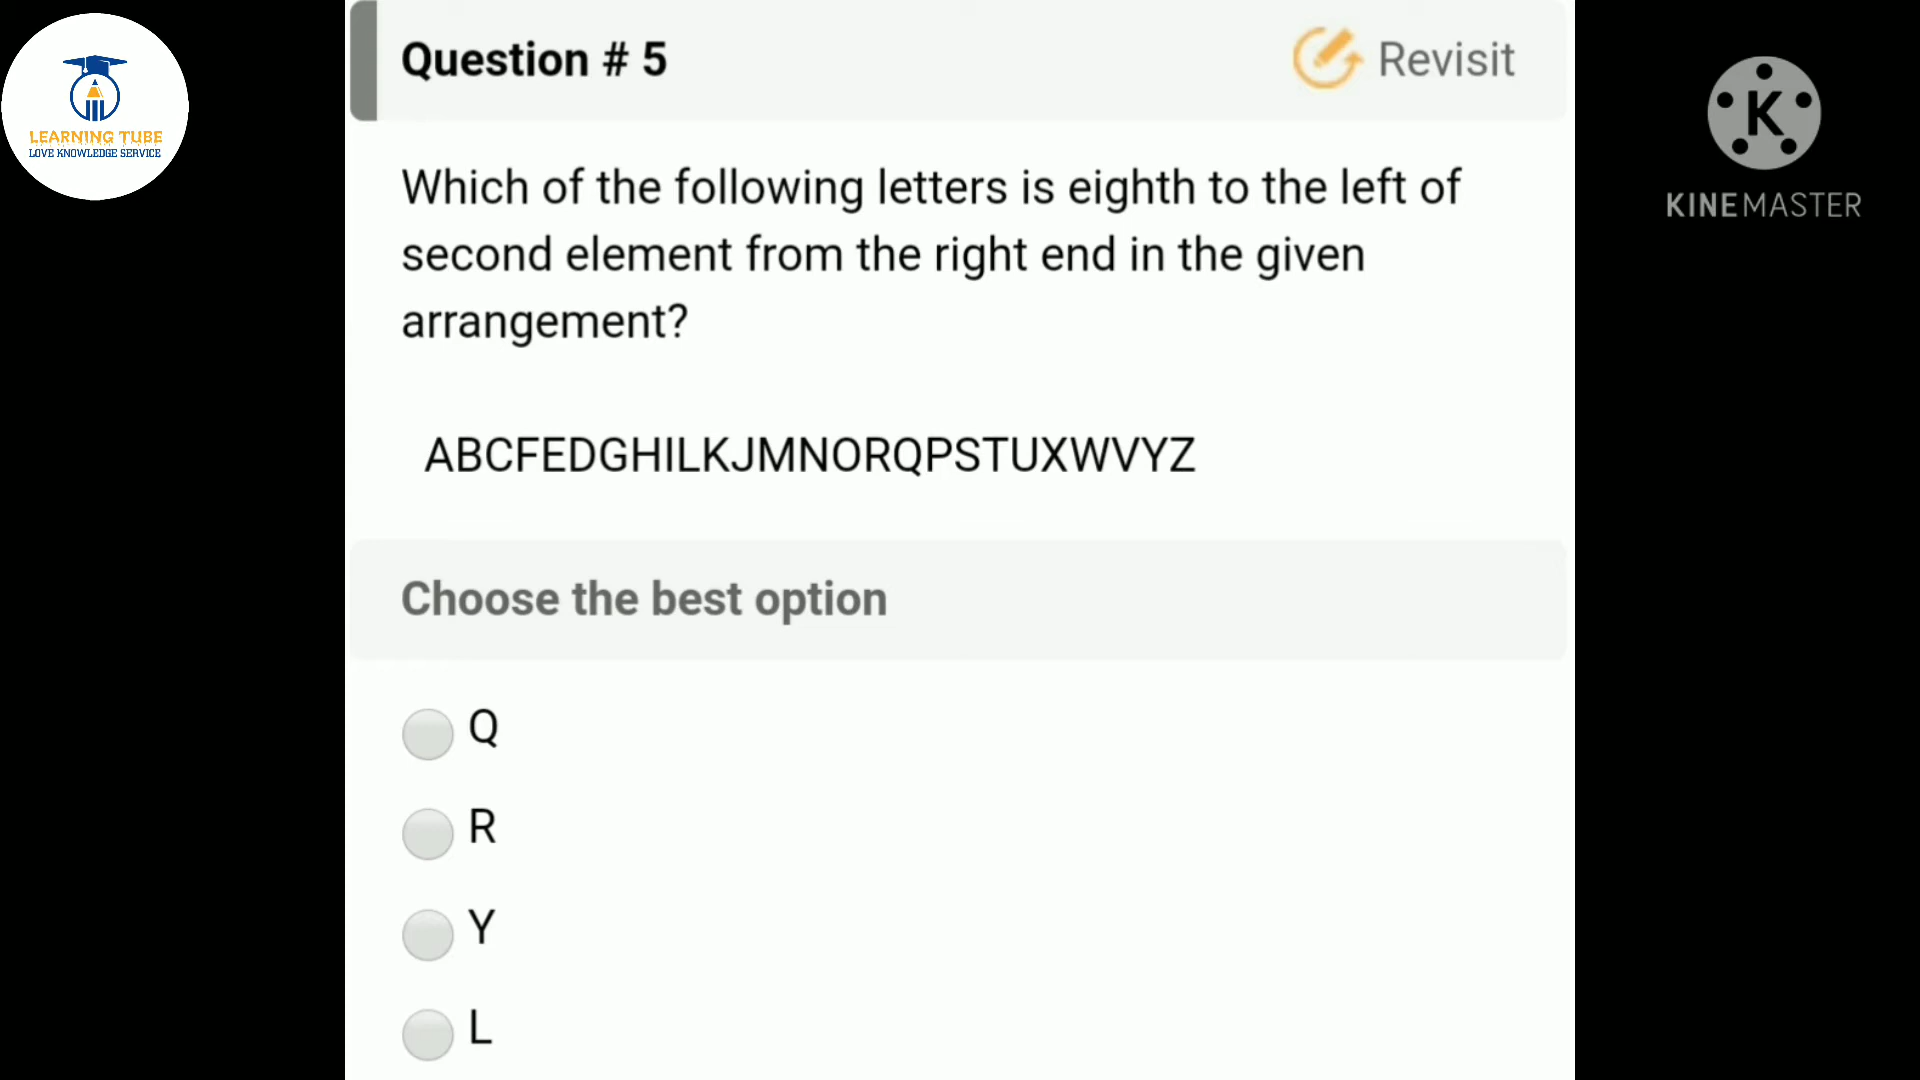 LEARNING TUBE
LOVE KNOWLEDGE SERVICE
Question # 5
Revisit
K
KINEMASTER
Which of the following letters is eighth to the left of
second element from the right end in the given
arrangement?
ABCFEDGHILKJMNORQPSTUXWVYZ
Choose the best option
Q
R
Y
L